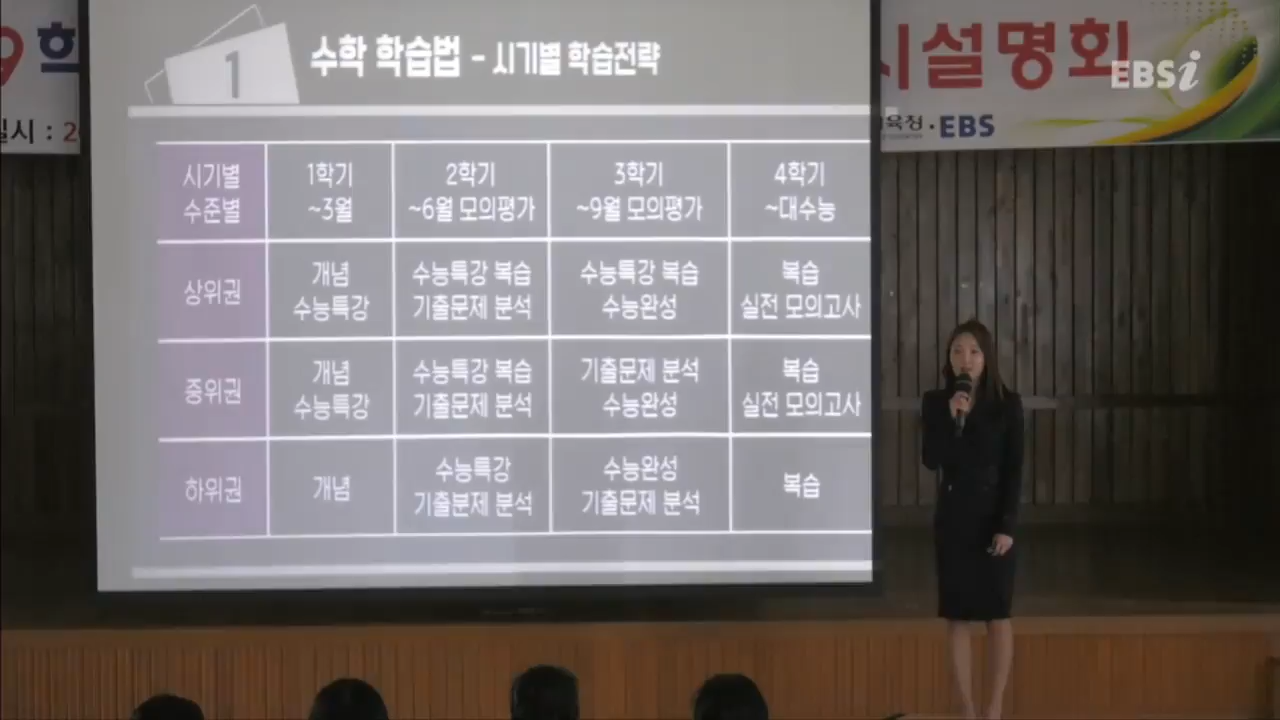 9 학
시설명회
EBSi
일시 : 2
육청 · EBS
1
수학 학습법 - 시기별 학습전략
시기별 1학기 2학기 3학기 4학기
수준별 ~3월 ~6월 모의평가 ~9월 모의평가 ~대수능
상위권
개념 수능특강 복습 수능특강 복습 복습
수능특강 기출문제 분석 수능완성 실전 모의고사
중위권
개념 수능특강 복습 기출문제 분석 복습
수능특강 기출문제 분석 수능완성 실전 모의고사
하위권
개념
수능특강 수능완성
기출분제 분석 기출문제 분석
복습